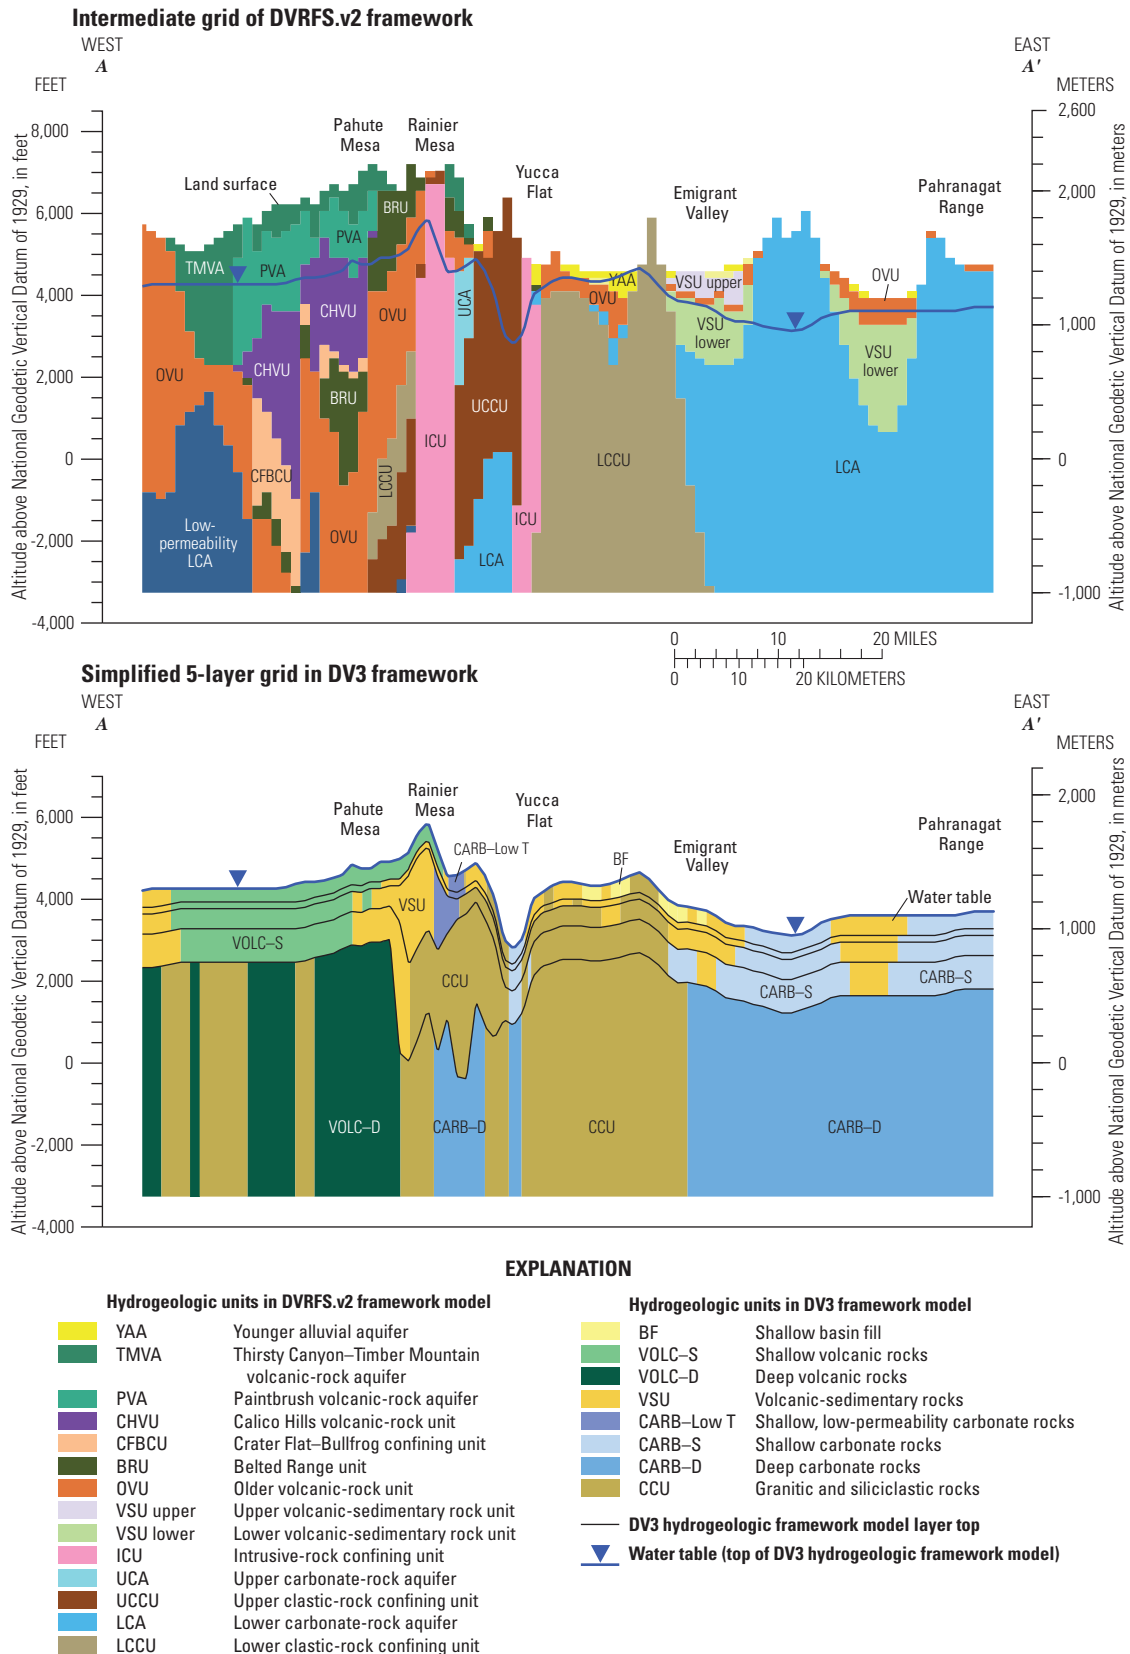 Intermediate grid of DVRFS.v2 framework
WEST
EAST
A
A'
FEET
METERS
Altitude above National Geodetic Vertical Datum of 1929, in feet
8,000
6,000
4,000
2,000
0
-2,000
-4,000
2,600
2,000
1,000
0
-1,000
Altitude above National Geodetic Vertical Datum of 1929, in meters
Pahute
Mesa
Rainier
Mesa
Yucca
Flat
Emigrant
Valley
Pahranagat
Range
Land surface
TMVA
PVA
PVA
BRU
CHVU
CHVU
OVU
OVU
BRU
CFBCU
LCCU
OVU
Low-
permeability
LCA
ICU
UCA
UCCU
LCA
ICU
OVU
YAA
LCCU
VSU upper
VSU
lower
OVU
VSU
lower
LCA
0 10 20 MILES
0 10 20 KILOMETERS
Simplified 5-layer grid in DV3 framework
WEST
EAST
A
A'
FEET
METERS
Altitude above National Geodetic Vertical Datum of 1929, in feet
6,000
4,000
2,000
0
-2,000
-4,000
2,000
1,000
0
-1,000
Altitude above National Geodetic Vertical Datum of 1929, in meters
Pahute
Mesa
Rainier
Mesa
Yucca
Flat
Emigrant
Valley
Pahranagat
Range
CARB–Low T
BF
Water table
VSU
VOLC–S
CCU
CARB–S
CARB–S
VOLC–D
CARB–D
CCU
CARB–D
EXPLANATION
Hydrogeologic units in DVRFS.v2 framework model
YAA Younger alluvial aquifer
TMVA Thirsty Canyon–Timber Mountain
volcanic-rock aquifer
PVA Paintbrush volcanic-rock aquifer
CHVU Calico Hills volcanic-rock unit
CFBCU Crater Flat–Bullfrog confining unit
BRU Belted Range unit
OVU Older volcanic-rock unit
VSU upper Upper volcanic-sedimentary rock unit
VSU lower Lower volcanic-sedimentary rock unit
ICU Intrusive-rock confining unit
UCA Upper carbonate-rock aquifer
UCCU Upper clastic-rock confining unit
LCA Lower carbonate-rock aquifer
LCCU Lower clastic-rock confining unit
Hydrogeologic units in DV3 framework model
BF Shallow basin fill
VOLC–S Shallow volcanic rocks
VOLC–D Deep volcanic rocks
VSU Volcanic-sedimentary rocks
CARB–Low T Shallow, low-permeability carbonate rocks
CARB–S Shallow carbonate rocks
CARB–D Deep carbonate rocks
CCU Granitic and siliciclastic rocks
DV3 hydrogeologic framework model layer top
Water table (top of DV3 hydrogeologic framework model)